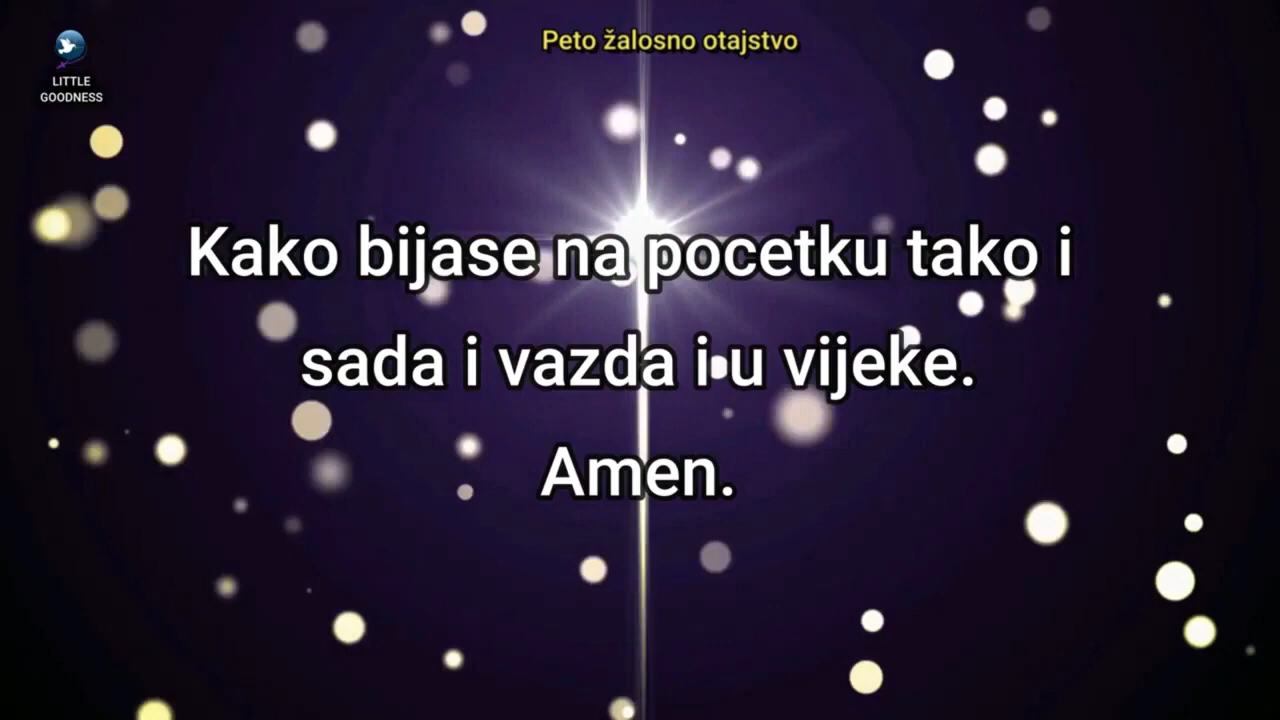 Peto žalosno otajstvo
LITTLE
GOODNESS
Kako bijase na pocetku tako i
sada i vazda i u vijeke.
Amen.